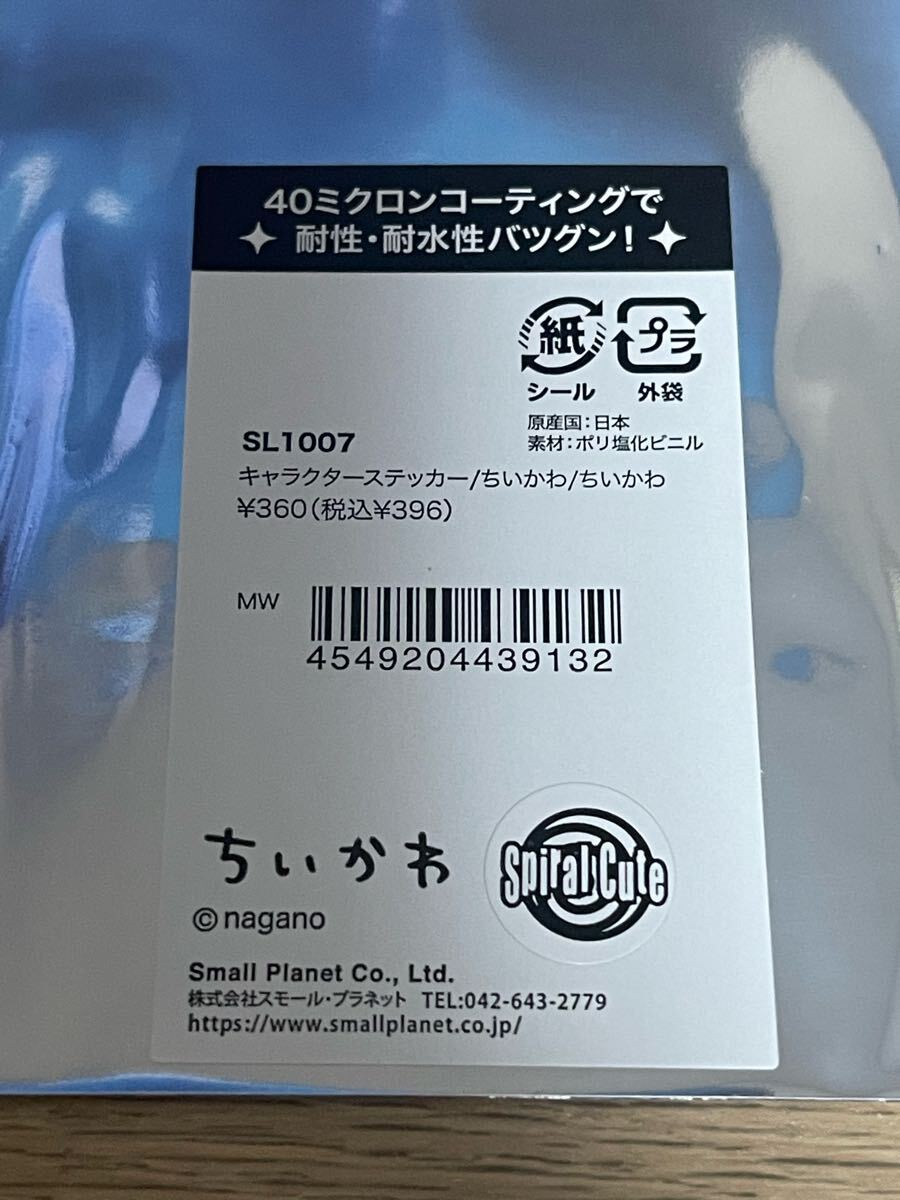 40ミクロンコーティングで
耐性・耐水性バツグン!
紙
プラ
シール
外袋
原産国:日本
素材:ポリ塩化ビニル
SL1007
キャラクターステッカー/ちいかわ/ちいかわ
¥360(税込¥396)
MW
4549204439132
ちいかわ
Spiral Cute
©nagano
Small Planet Co., Ltd.
株式会社スモール・プラネット TEL:042-643-2779
https://www.smallplanet.co.jp/